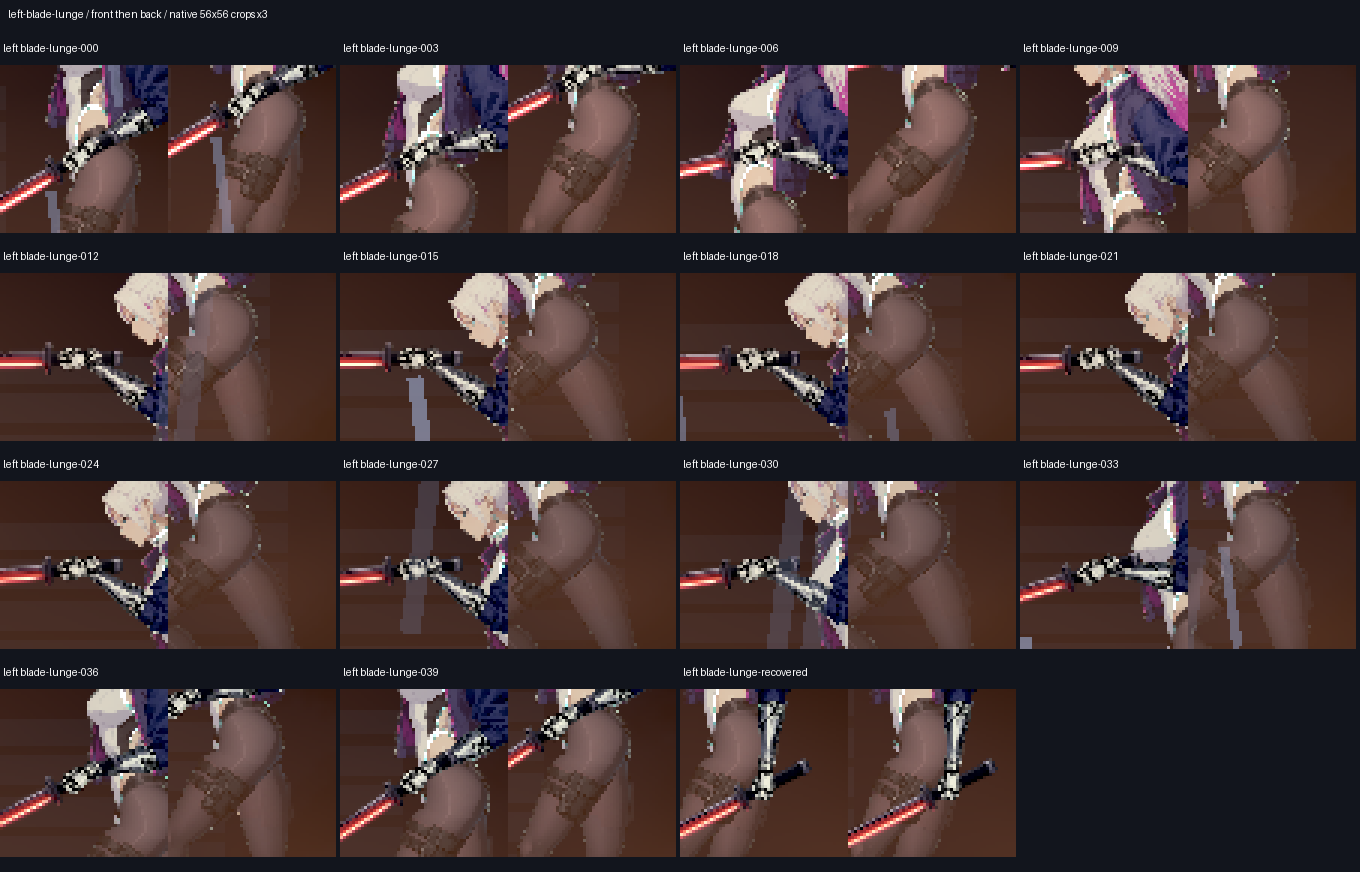 left-blade-lunge / front then back / native 56x56 crops x3
left blade-lunge-000
left blade-lunge-003
left blade-lunge-006
left blade-lunge-009
left blade-lunge-012
left blade-lunge-015
left blade-lunge-018
left blade-lunge-021
left blade-lunge-024
left blade-lunge-027
left blade-lunge-030
left blade-lunge-033
left blade-lunge-036
left blade-lunge-039
left blade-lunge-recovered